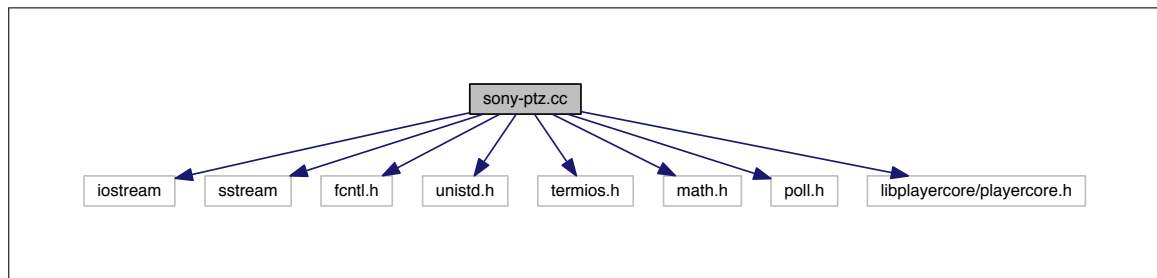 sony-ptz.cc
iostream sstream fcntl.h unistd.h termios.h math.h poll.h libplayercore/playercore.h